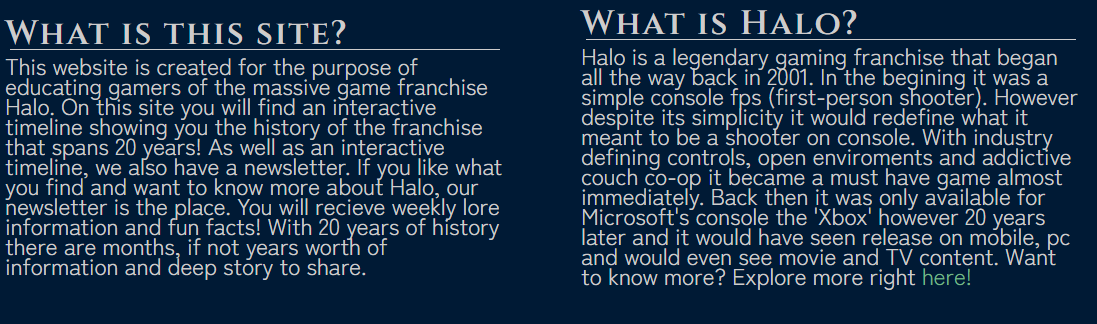 What is this site?
This website is created for the purpose of
educating gamers of the massive game franchise
Halo. On this site you will find an interactive
timeline showing you the history of the franchise
that spans 20 years! As well as an interactive
timeline, we also have a newsletter. If you like what
you find and want to know more about Halo, our
newsletter is the place. You will recieve weekly lore
information and fun facts! With 20 years of history
there are months, if not years worth of
information and deep story to share.
What is Halo?
Halo is a legendary gaming franchise that began
all the way back in 2001. In the begining it was a
simple console fps (first-person shooter). However
despite its simplicity it would redefine what it
meant to be a shooter on console. With industry
defining controls, open enviroments and addictive
couch co-op it became a must have game almost
immediately. Back then it was only available for
Microsoft's console the 'Xbox' however 20 years
later and it would have seen release on mobile, pc
and would even see movie and TV content. Want
to know more? Explore more right here!